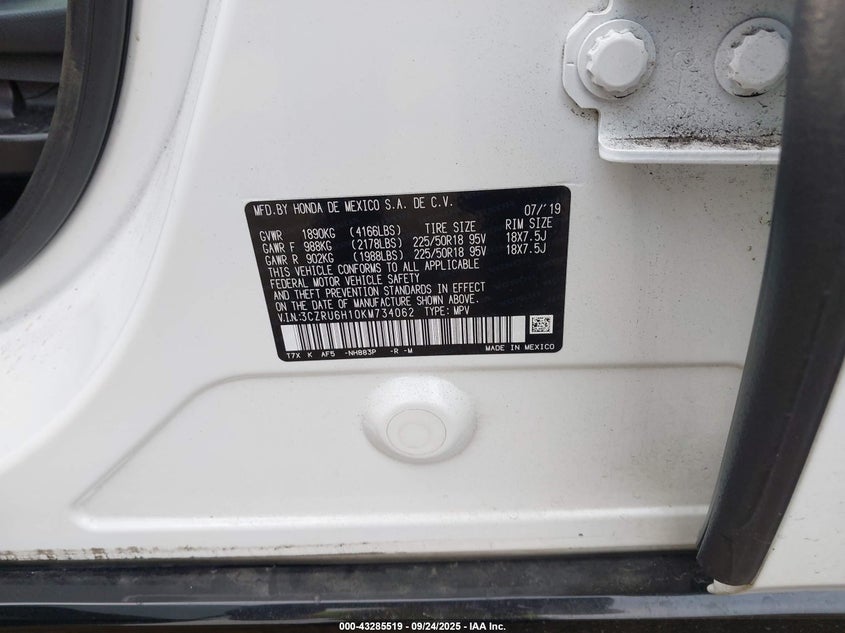 MFD.BY HONDA DE MEXICO S.A. DE C.V. 07/'19
GVWR 1890KG (4166LBS) TIRE SIZE RIM SIZE
GAWR F 988KG (2178LBS) 225/50R18 95V 18X7.5J
GAWR R 902KG (1988LBS) 225/50R18 95V 18X7.5J
THIS VEHICLE CONFORMS TO ALL APPLICABLE
FEDERAL MOTOR VEHICLE SAFETY
AND THEFT PREVENTION STANDARDS IN EFFECT
ON THE DATE OF MANUFACTURE SHOWN ABOVE.
V.I.N:3CZRU6H10KM734062 TYPE: MPV
T7X K AF5 -NH883P -R -M MADE IN MEXICO
000-43285519 - 09/24/2025 - IAA Inc.